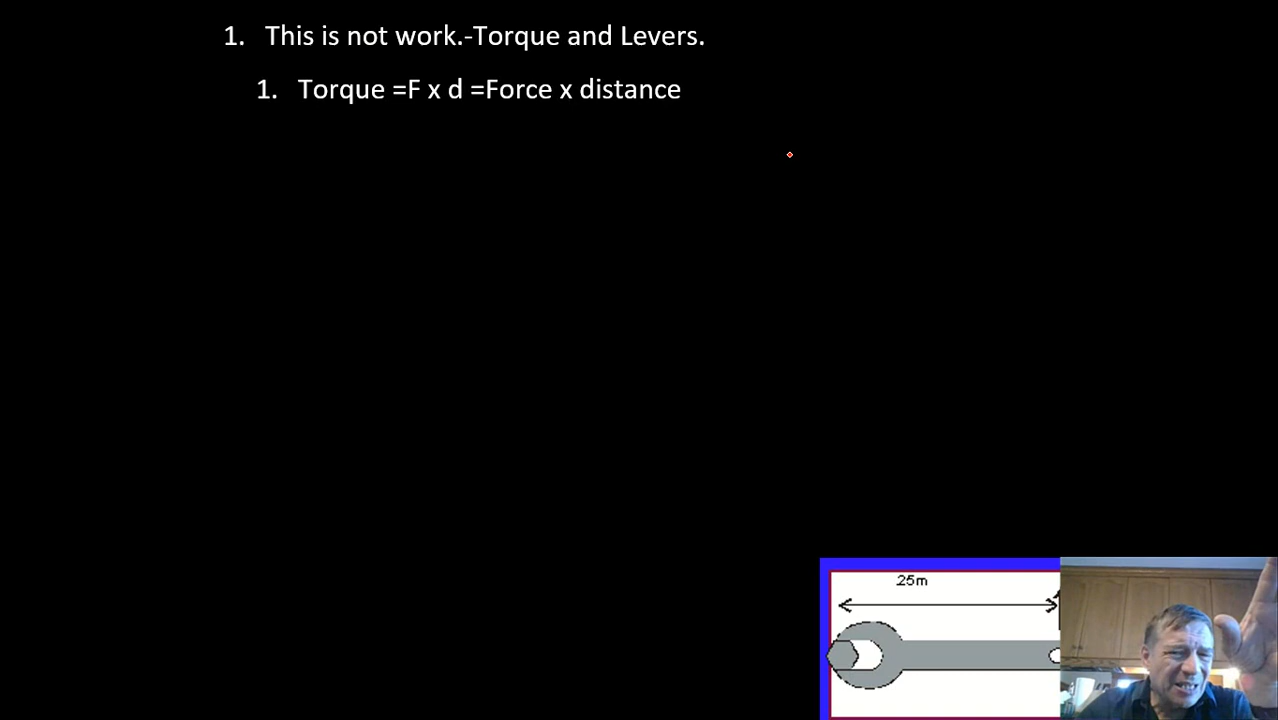 1. This is not work.-Torque and Levers.
1. Torque =F x d =Force x distance
.25m